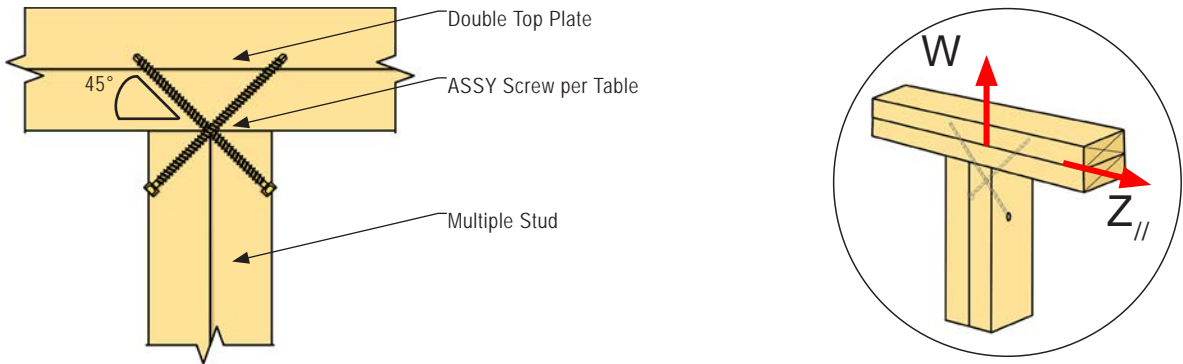 Double Top Plate
45°
ASSY Screw per Table
Multiple Stud
W
Z//